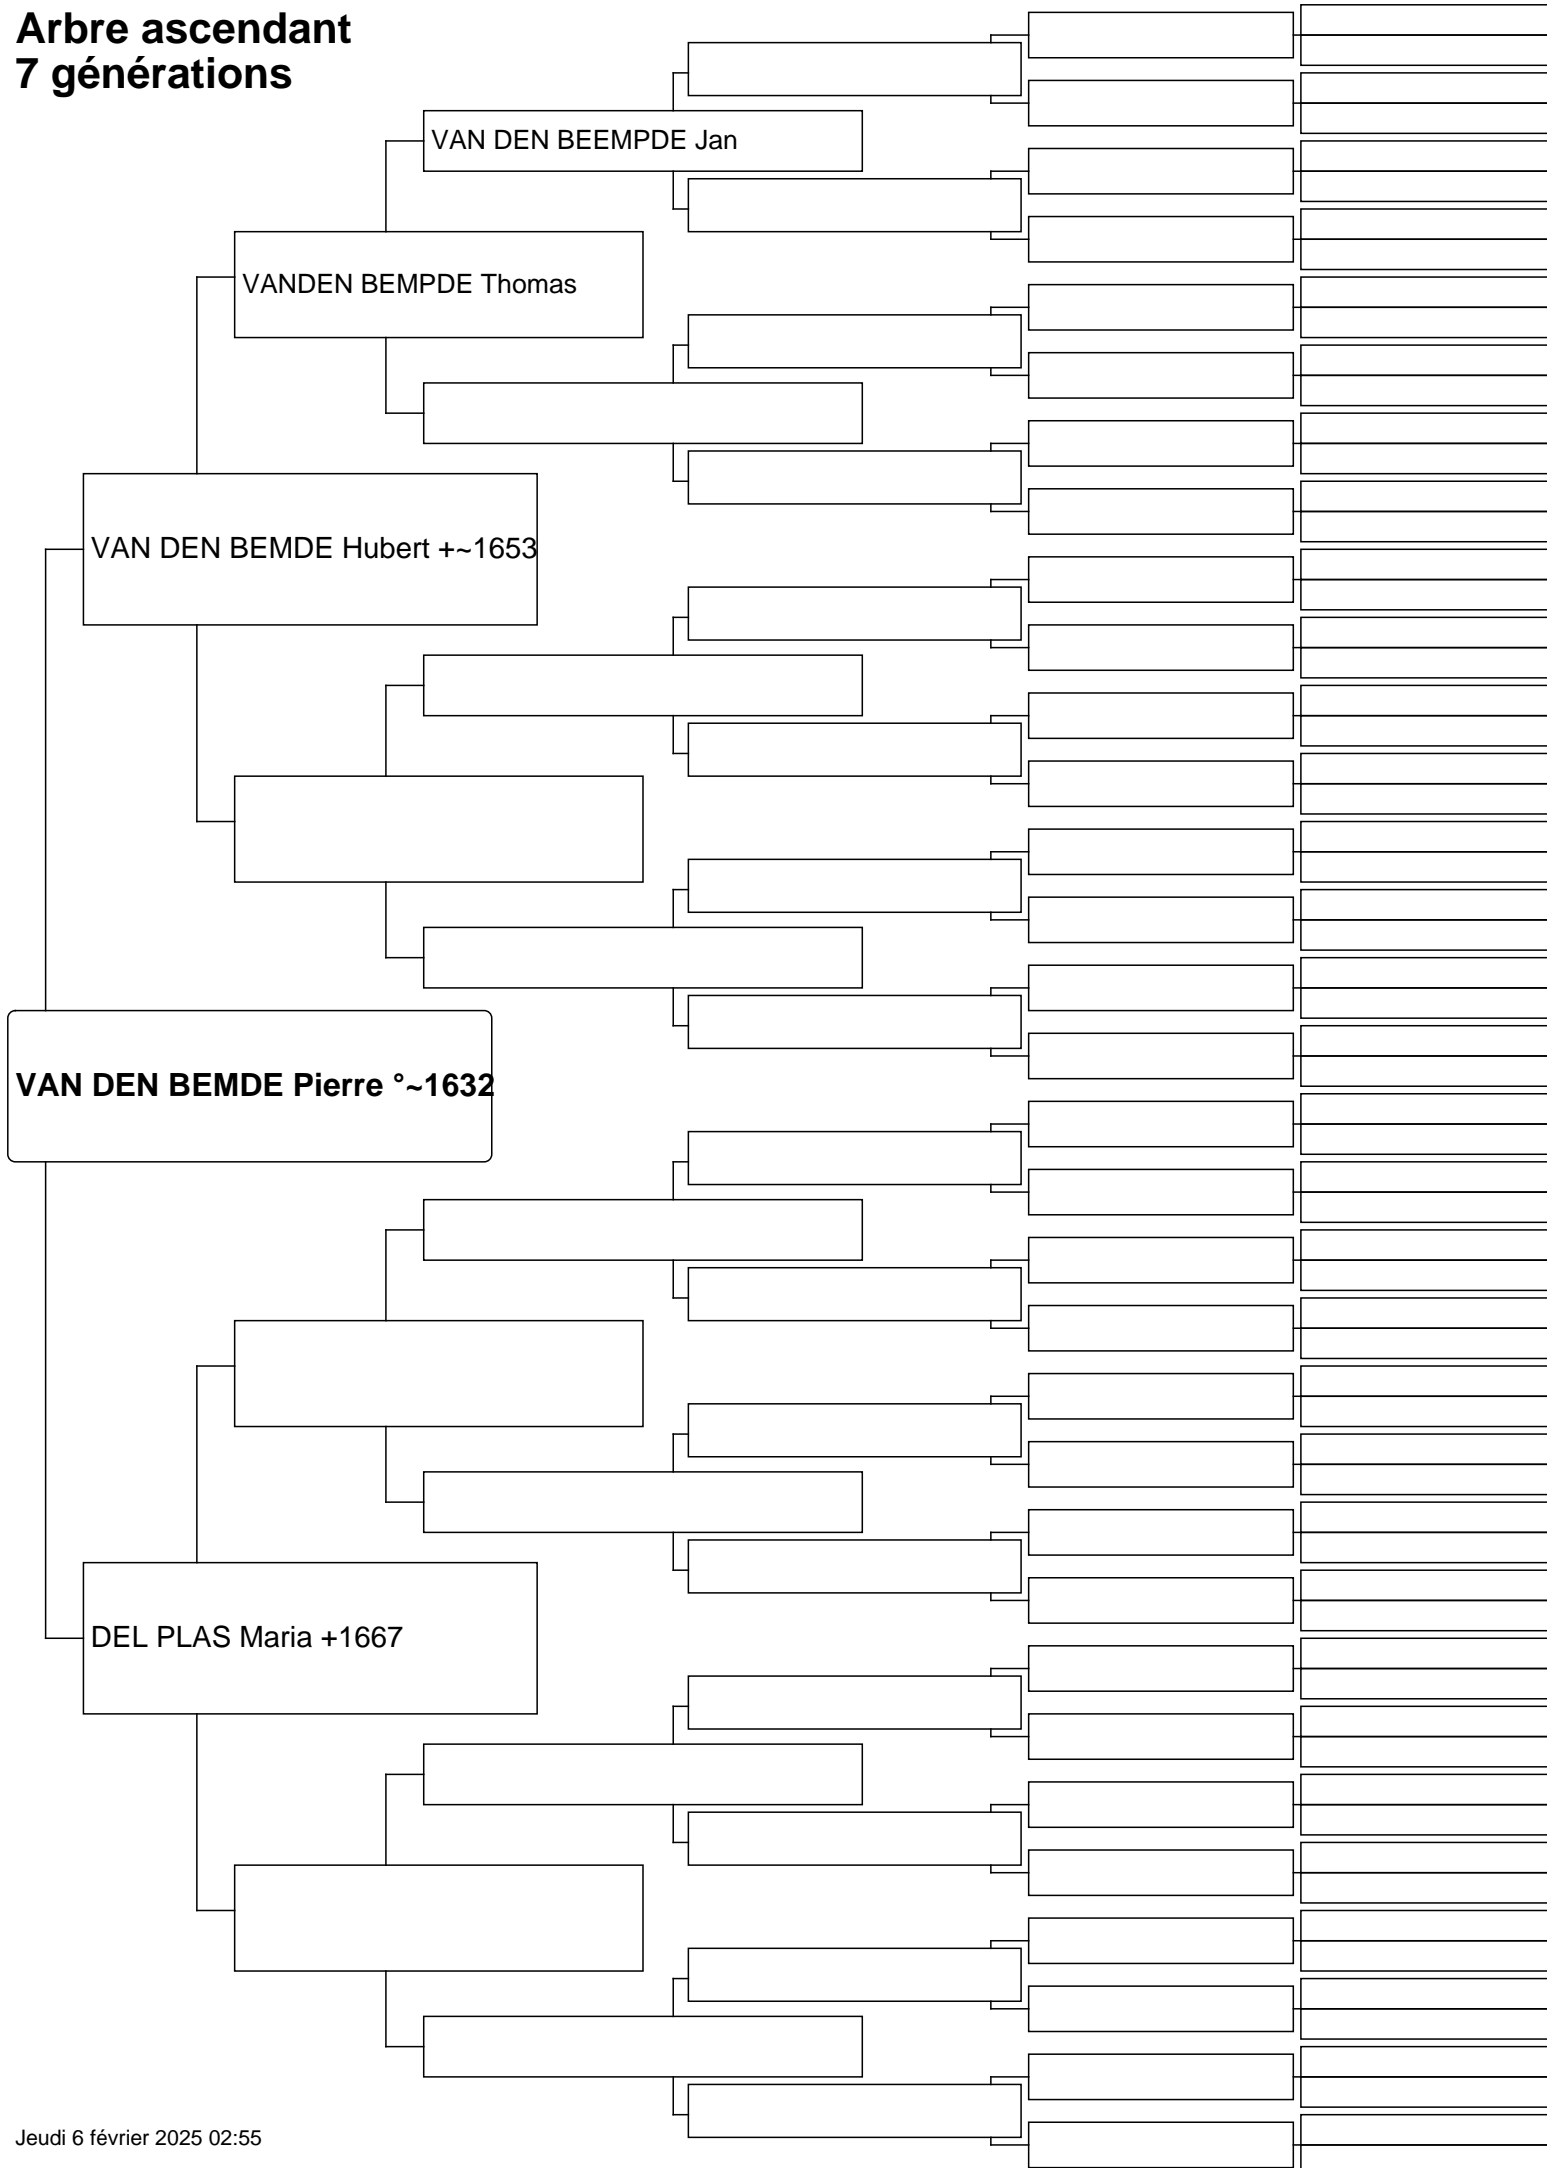 Arbre ascendant
7 générations
VAN DEN BEEMPDE Jan
VANDEN BEMPDE Thomas
VAN DEN BEMDE Hubert +~1653
VAN DEN BEMDE Pierre °~1632
DEL PLAS Maria +1667
Jeudi 6 février 2025 02:55